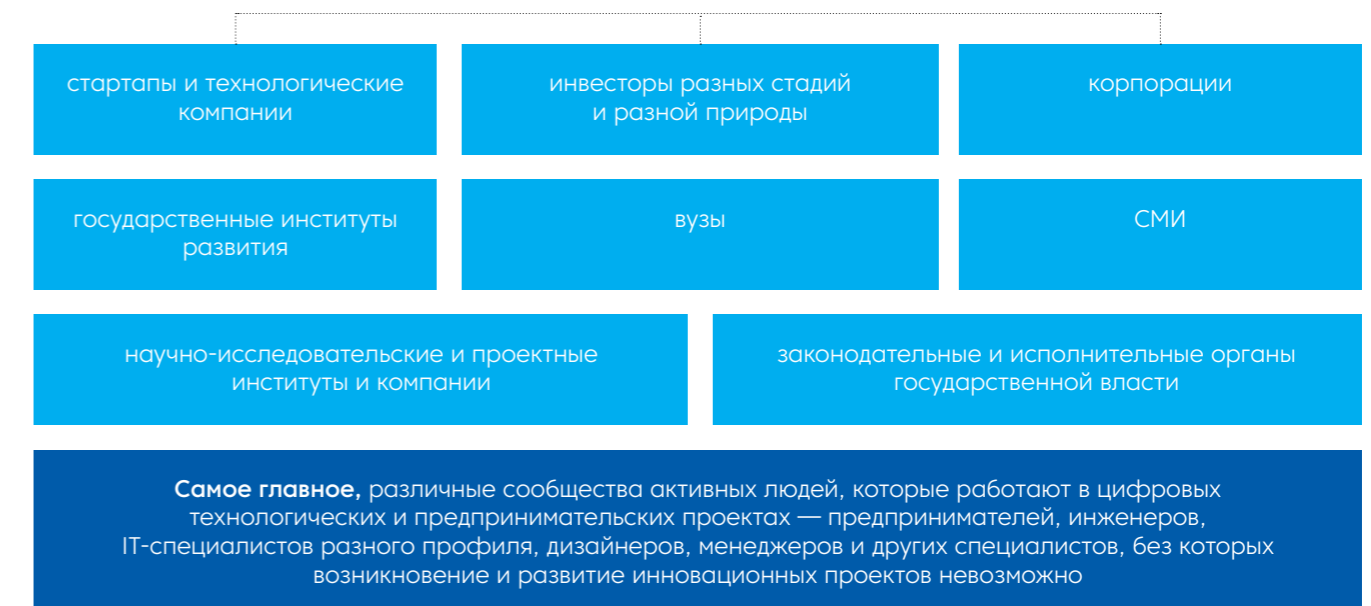 стартапы и технологические
компании
инвесторы разных стадий
и разной природы
корпорации
государственные институты
развития
вузы
СМИ
научно-исследовательские и проектные
институты и компании
законодательные и исполнительные органы
государственной власти
Самое главное, различные сообщества активных людей, которые работают в цифровых
технологических и предпринимательских проектах — предпринимателей, инженеров,
IT-специалистов разного профиля, дизайнеров, менеджеров и других специалистов, без которых
возникновение и развитие инновационных проектов невозможно